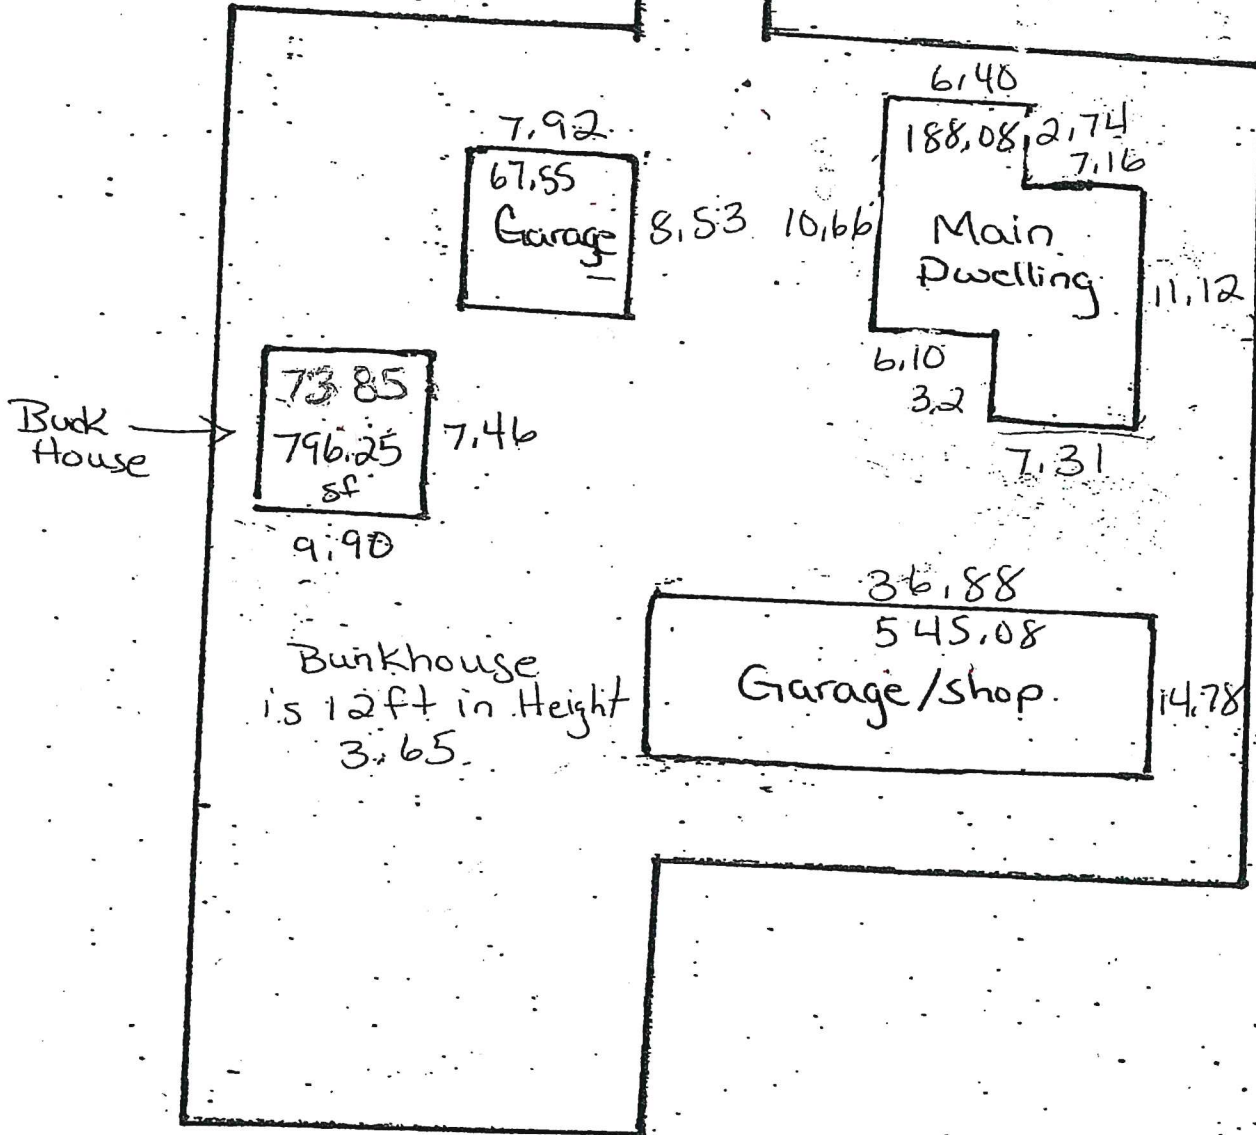 6,40
188,08
2,74
7,16
7,92
67,55
Garage
8,53
10,66
Main
Dwelling
11,12
6,10
3,2
7,31
Buck
House
73 85
796.25
sf
7,46
9,90
36,88
545.08
Garage/shop.
14,78
Bunkhouse
is 12ft in Height
3,65